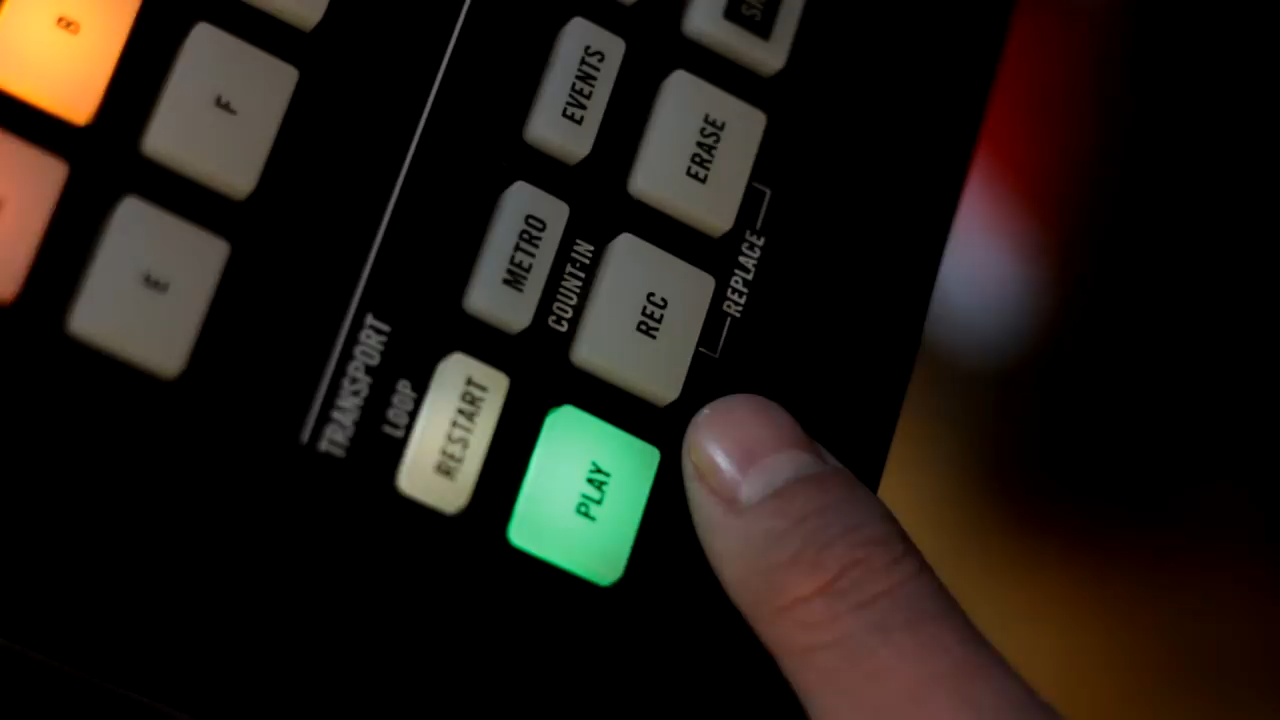 B
F
E
EVENTS
ERASE
METRO
COUNT-IN
REC
REPLACE
TRANSPORT
LOOP
RESTART
PLAY